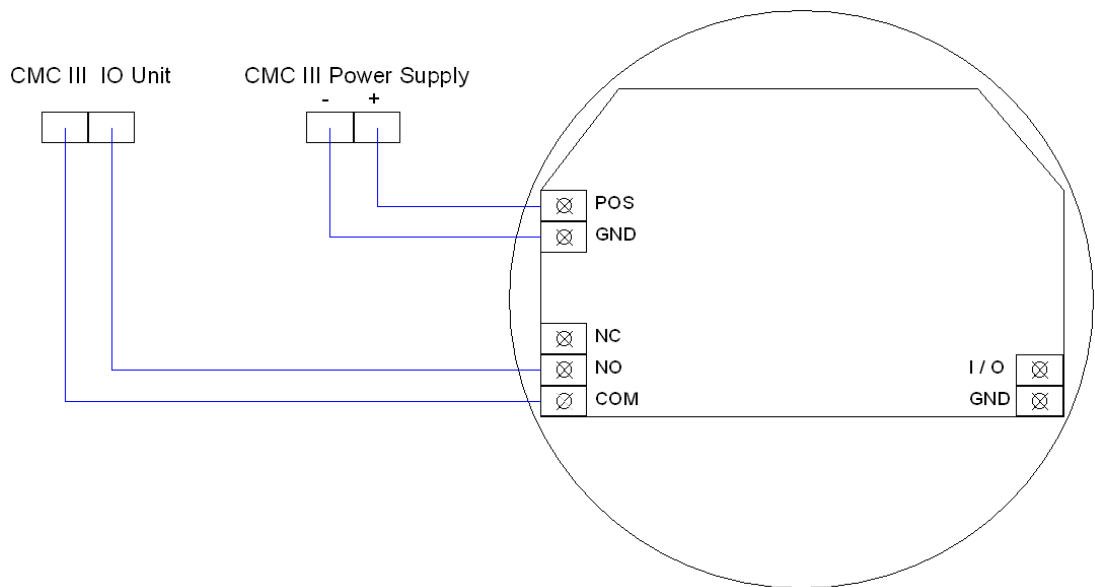 CMC III IO Unit
CMC III Power Supply
- +
POS
GND
NC
NO
COM
I / O
GND